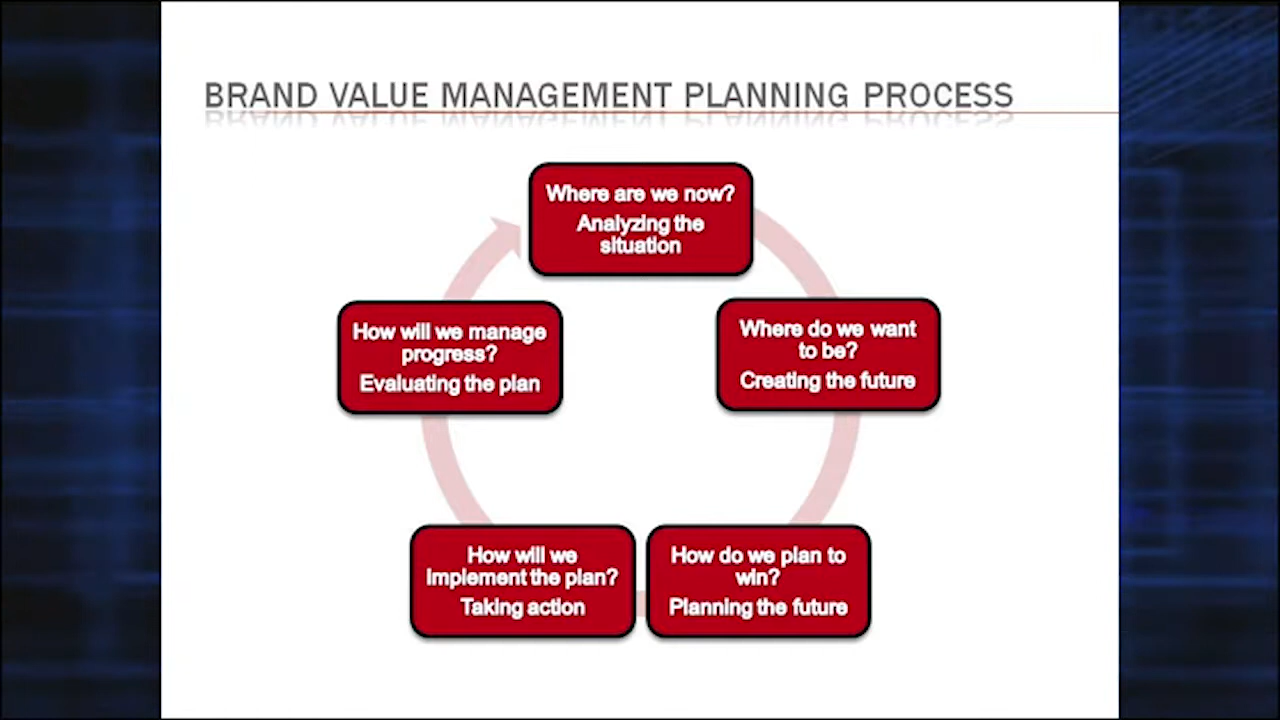 BRAND VALUE MANAGEMENT PLANNING PROCESS
Where are we now?
Analyzing the
situation
Where do we want
to be?
Creating the future
How do we plan to
win?
Planning the future
How will we
implement the plan?
Taking action
How will we manage
progress?
Evaluating the plan